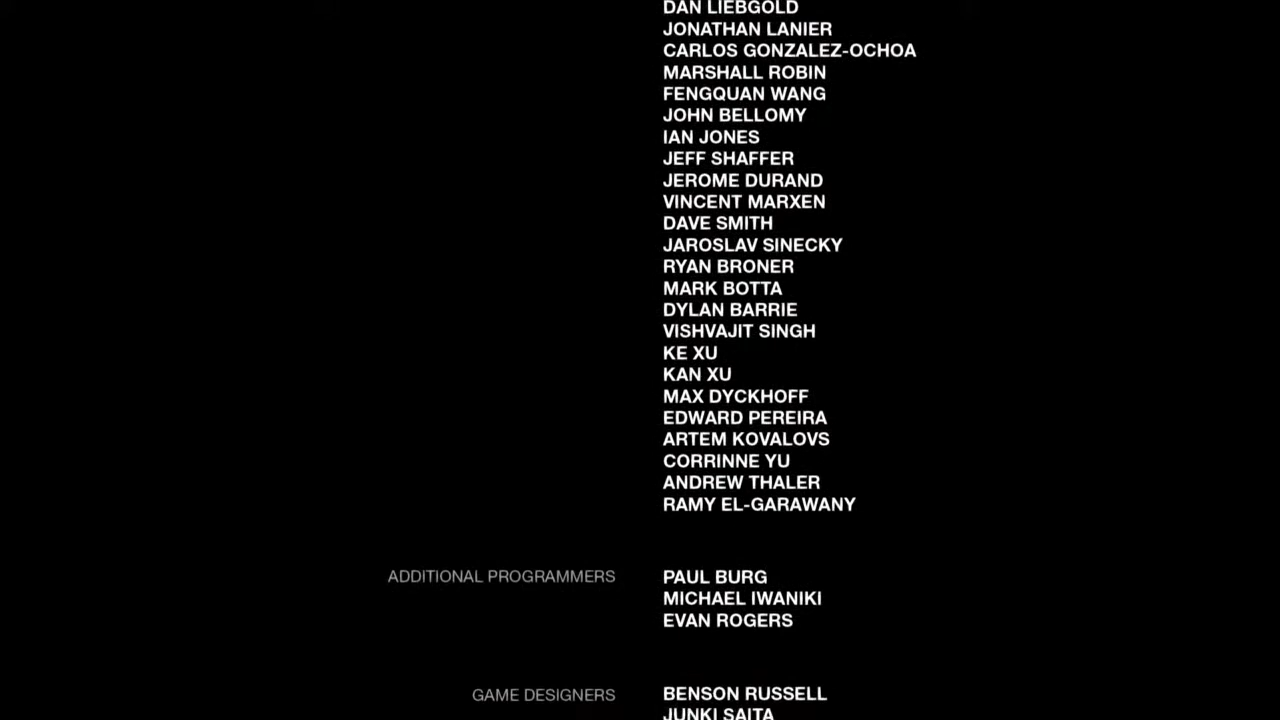 DAN LIEBGOLD
JONATHAN LANIER
CARLOS GONZALEZ-OCHOA
MARSHALL ROBIN
FENGQUAN WANG
JOHN BELLOMY
IAN JONES
JEFF SHAFFER
JEROME DURAND
VINCENT MARXEN
DAVE SMITH
JAROSLAV SINECKY
RYAN BRONER
MARK BOTTA
DYLAN BARRIE
VISHVAJIT SINGH
KE XU
KAN XU
MAX DYCKHOFF
EDWARD PEREIRA
ARTEM KOVALOVS
CORRINNE YU
ANDREW THALER
RAMY EL-GARAWANY
ADDITIONAL PROGRAMMERS PAUL BURG
MICHAEL IWANIKI
EVAN ROGERS
GAME DESIGNERS BENSON RUSSELL
JUNKI SAITA